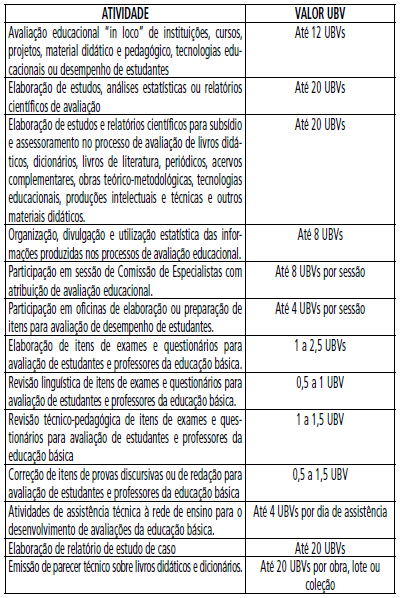 ATIVIDADE VALOR UBV
Avaliação educacional “in loco” de instituições, cursos, Até 12 UBVs
projetos, material didático e pedagógico, tecnologias edu-
cacionais ou desempenho de estudantes
Elaboração de estudos, análises estatísticas ou relatórios Até 20 UBVs
científicos de avaliação
Elaboração de estudos e relatórios científicos para subsídio Até 20 UBVs
e assessoramento no processo de avaliação de livros didá-
ticos, dicionários, livros de literatura, periódicos, acervos
complementares, obras teórico-metodológicas, tecnologias
educacionais, produções intelectuais e técnicas e outros
materiais didáticos.
Organização, divulgação e utilização estatística das infor- Até 8 UBVs
mações produzidas nos processos de avaliação educacional.
Participação em sessão de Comissão de Especialistas com Até 8 UBVs por sessão
atribuição de avaliação educacional.
Participação em oficinas de elaboração ou preparação de Até 4 UBVs por sessão
itens para avaliação de desempenho de estudantes.
Elaboração de itens de exames e questionários para 1 a 2,5 UBVs
avaliação de estudantes e professores da educação básica.
Revisão linguística de itens de exames e questionários para 0,5 a 1 UBV
avaliação de estudantes e professores da educação básica.
Revisão técnico-pedagógica de itens de exames e ques- 1 a 1,5 UBV
tionários para avaliação de estudantes e professores da
educação básica
Correção de itens de provas discursivas ou de redação para 0,5 a 1,5 UBV
avaliação de estudantes e professores da educação básica
Atividades de assistência técnica à rede de ensino para o Até 4 UBVs por dia de assistência
desenvolvimento de avaliações da educação básica.
Elaboração de relatório de estudo de caso Até 20 UBVs
Emissão de parecer técnico sobre livros didáticos e dicionários. Até 20 UBVs por obra, lote ou
coleção